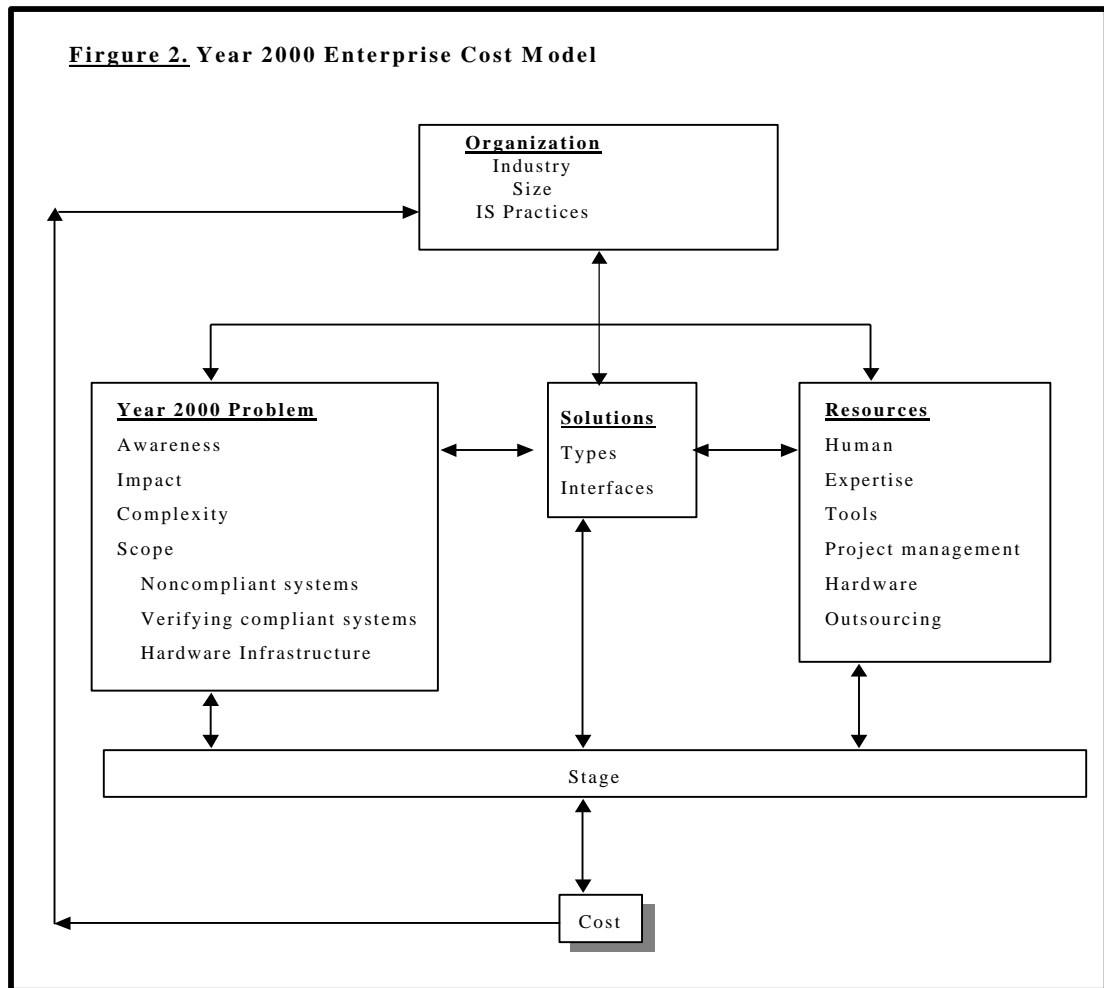 Firgure 2. Year 2000 Enterprise Cost Model
Organization
Industry
Size
IS Practices
Year 2000 Problem
Awareness
Impact
Complexity
Scope
Noncompliant systems
Verifying compliant systems
Hardware Infrastructure
Solutions
Types
Interfaces
Resources
Human
Expertise
Tools
Project management
Hardware
Outsourcing
Stage
Cost